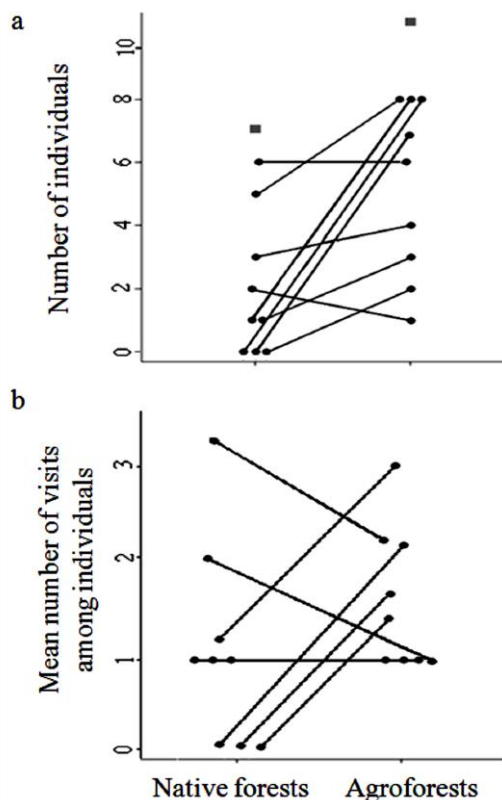 a
Number of individuals
10
8
6
4
2
0
b
Mean number of visits
among individuals
3
2
1
0
Native forests Agroforests